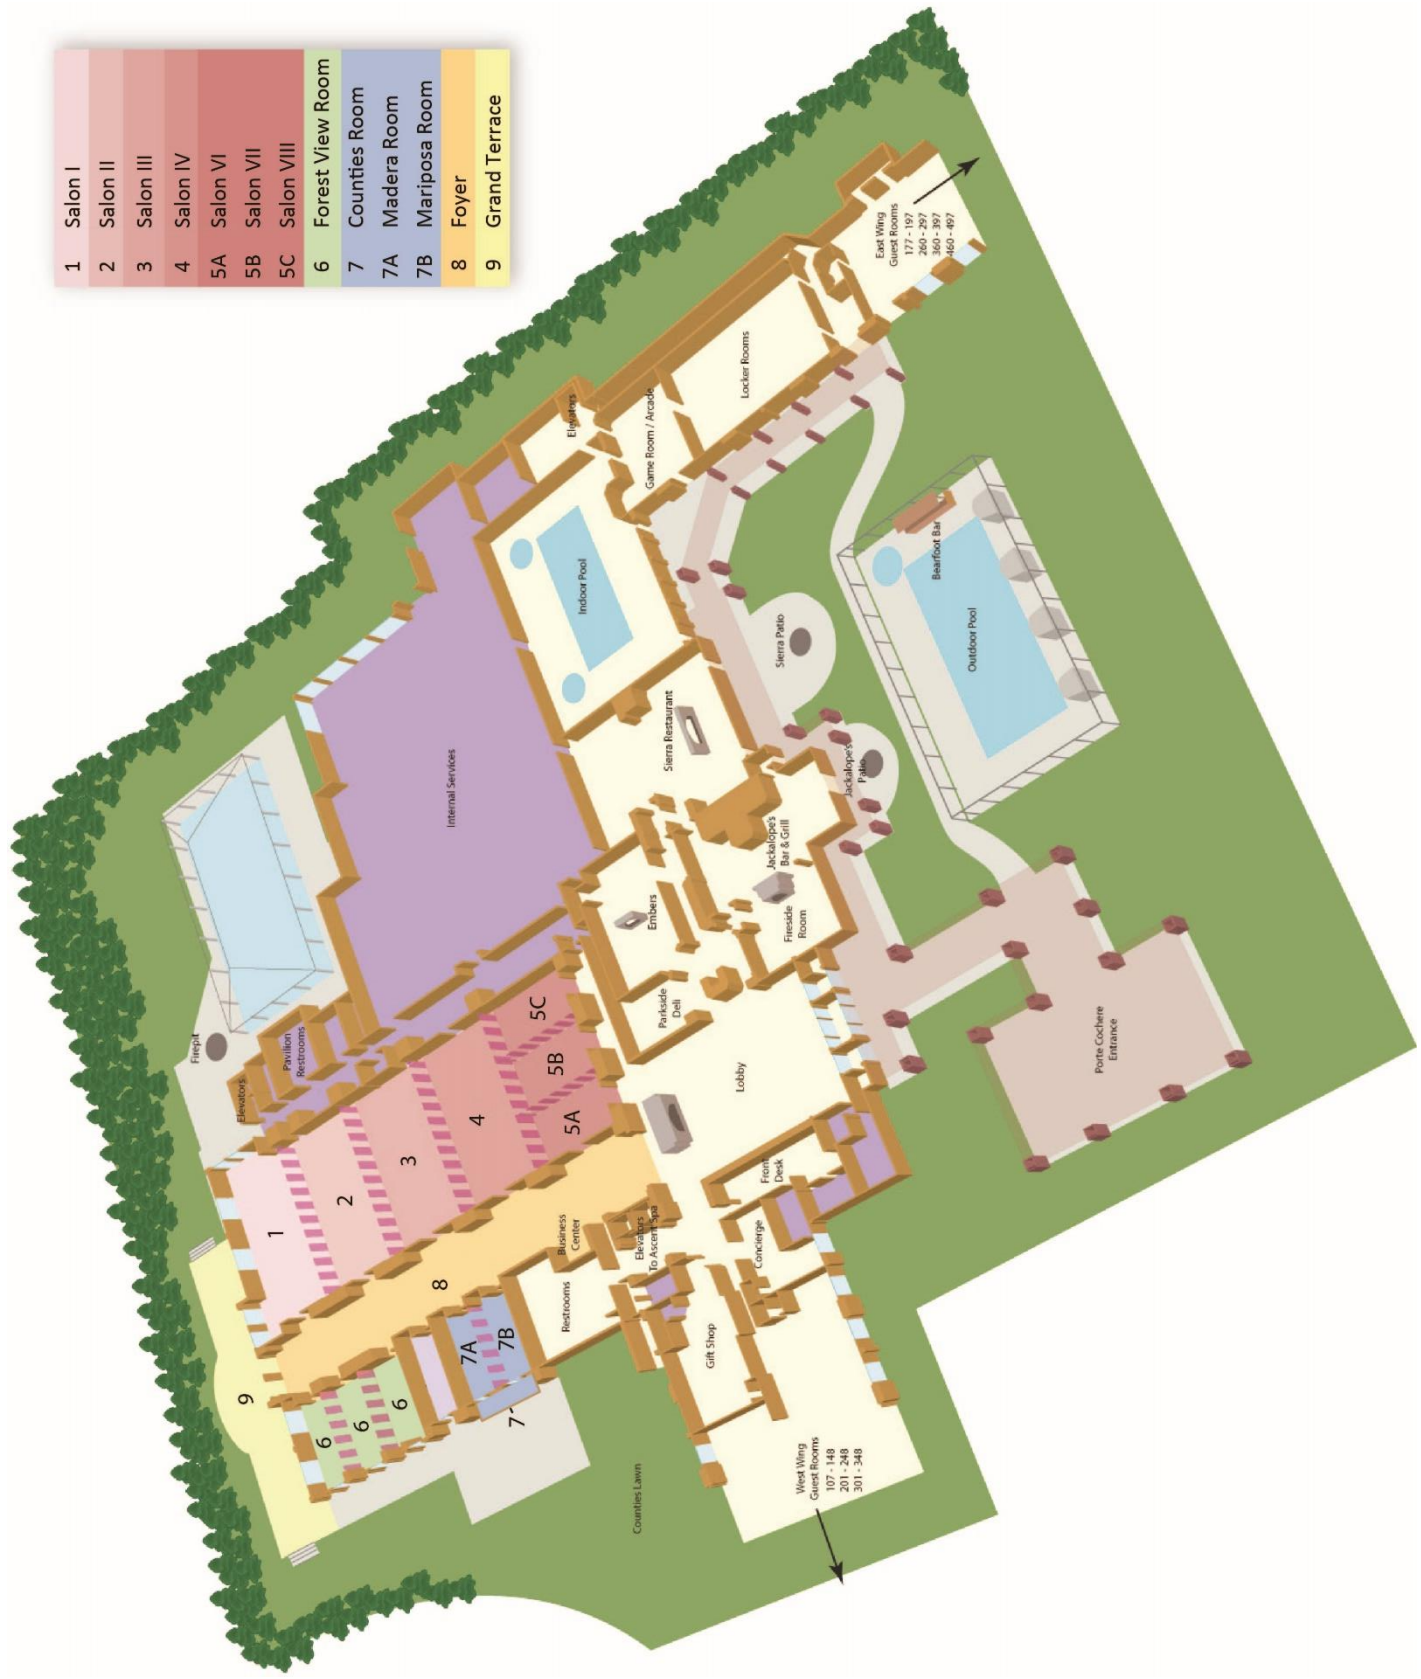 1 Salon I
2 Salon II
3 Salon III
4 Salon IV
5A Salon VI
5B Salon VII
5C Salon VIII
6 Forest View Room
7 Counties Room
7A Madera Room
7B Mariposa Room
8 Foyer
9 Grand Terrace
Firepit
Elevators
Pavilion
Restrooms
Internal Services
Elevators
Game Room / Arcade
Locker Rooms
East Wing
Guest Rooms
177 - 197
260 - 297
360 - 397
460 - 497
Indoor Pool
Sierra Restaurant
Sierra Patio
Bearfoot Bar
Outdoor Pool
Jackalope's
Patio
Jackalope's
Bar & Grill
Fireside
Room
Embers
Parkside
Deli
Lobby
Porte Cochere
Entrance
Front
Desk
Concierge
Elevators
To Ascent Spa
Business
Center
Restrooms
Gift Shop
West Wing
Guest Rooms
107 - 148
201 - 248
301 - 348
Counties Lawn
1
2
3
4
5A
5B
5C
6
6
6
7
7A
7B
8
9